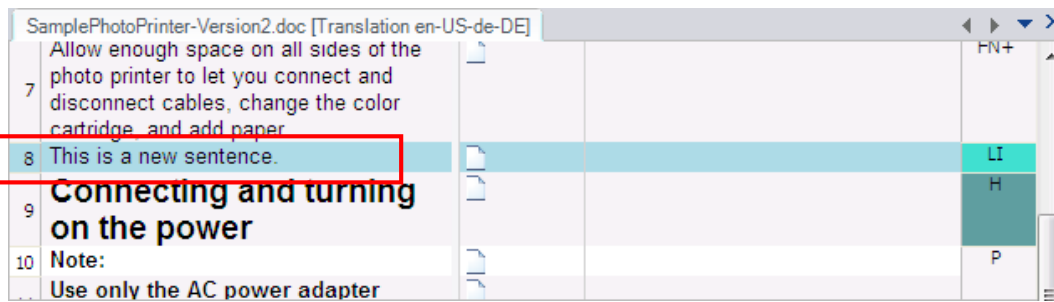 SamplePhotoPrinter-Version2.doc [Translation en-US-de-DE]
Allow enough space on all sides of the FN+
photo printer to let you connect and
7 disconnect cables, change the color
cartridge, and add paper
8 This is a new sentence. LI
Connecting and turning H
9 on the power
10 Note: P
Use only the AC power adapter